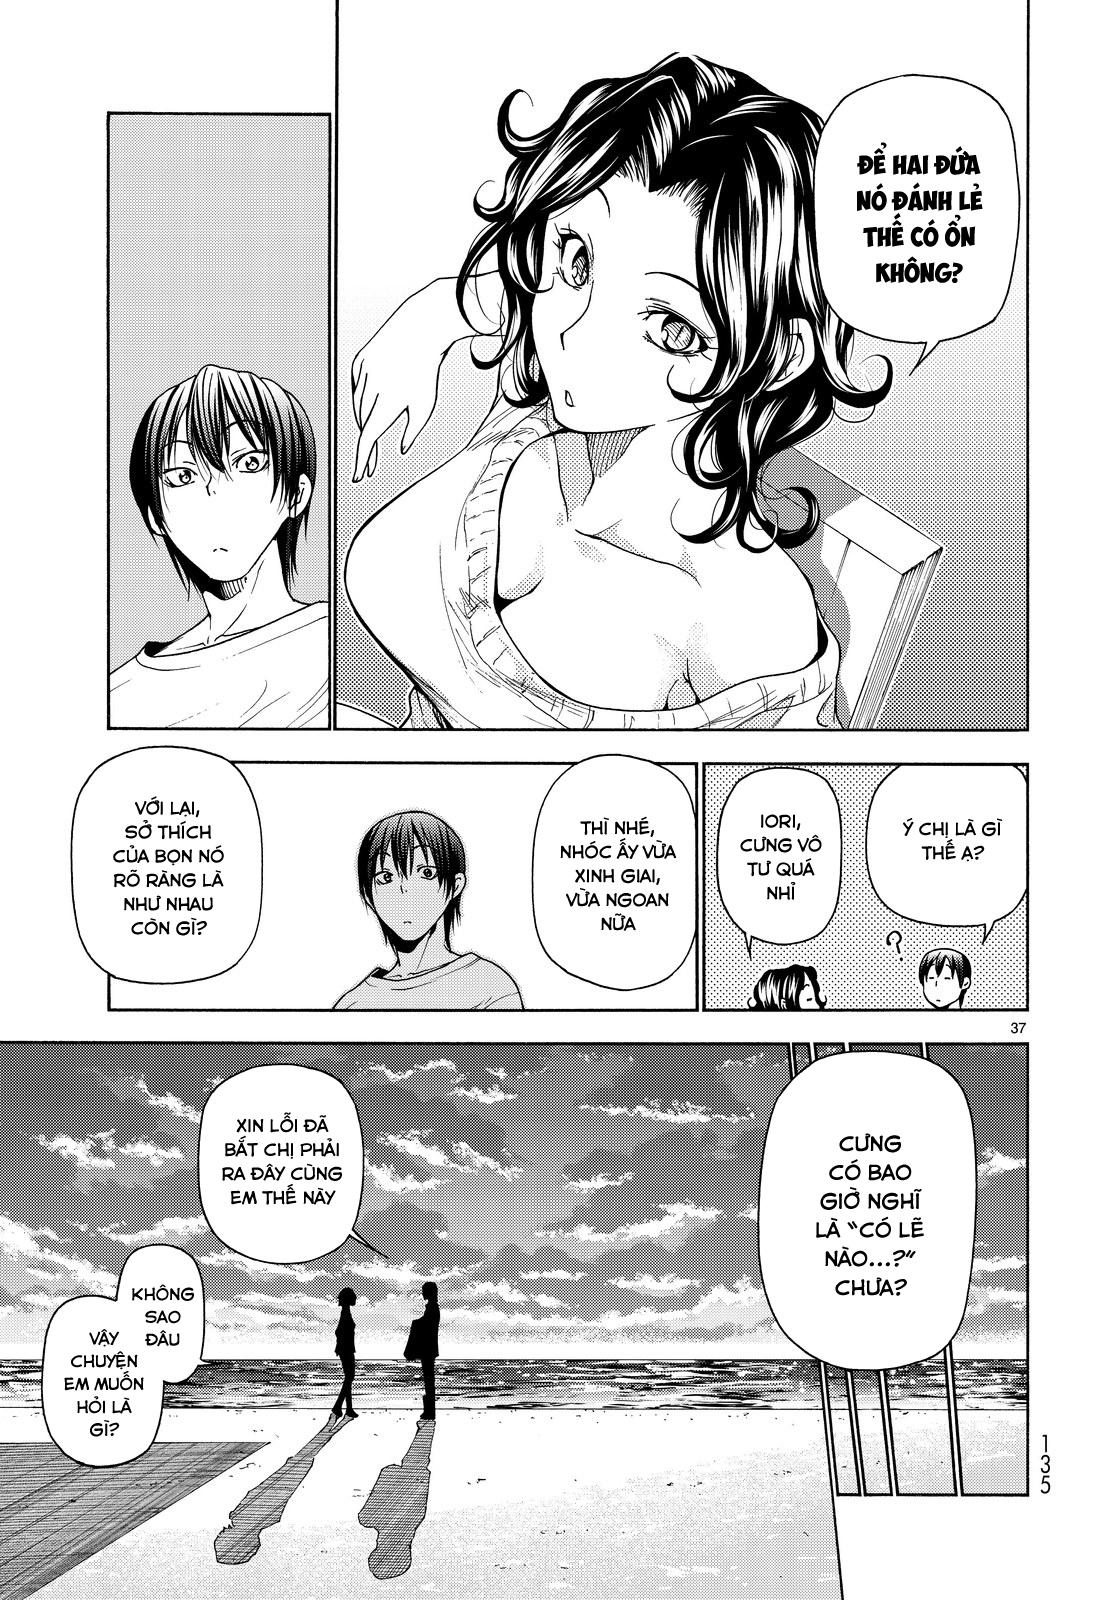 ĐỂ HAI ĐỨA
NÓ ĐÁNH LẺ
THẾ CÓ ỔN
KHÔNG?
Ý CHỊ LÀ GÌ
THẾ Ạ?
?
IORI,
CƯNG VÔ
TƯ QUÁ
NHỈ
THÌ NHÉ,
NHÓC ẤY VỪA
XINH GIAI,
VỪA NGOAN
NỮA
VỚI LẠI,
SỞ THÍCH
CỦA BỌN NÓ
RÕ RÀNG LÀ
NHƯ NHAU
CÒN GÌ?
37
CƯNG
CÓ BAO
GIỜ NGHĨ
LÀ “CÓ LẼ
NÀO...?”
CHƯA?
XIN LỖI ĐÃ
BẮT CHỊ PHẢI
RA ĐÂY CÙNG
EM THẾ NÀY
KHÔNG
SAO
ĐÂU
VẬY
CHUYỆN
EM MUỐN
HỎI LÀ
GÌ?
135